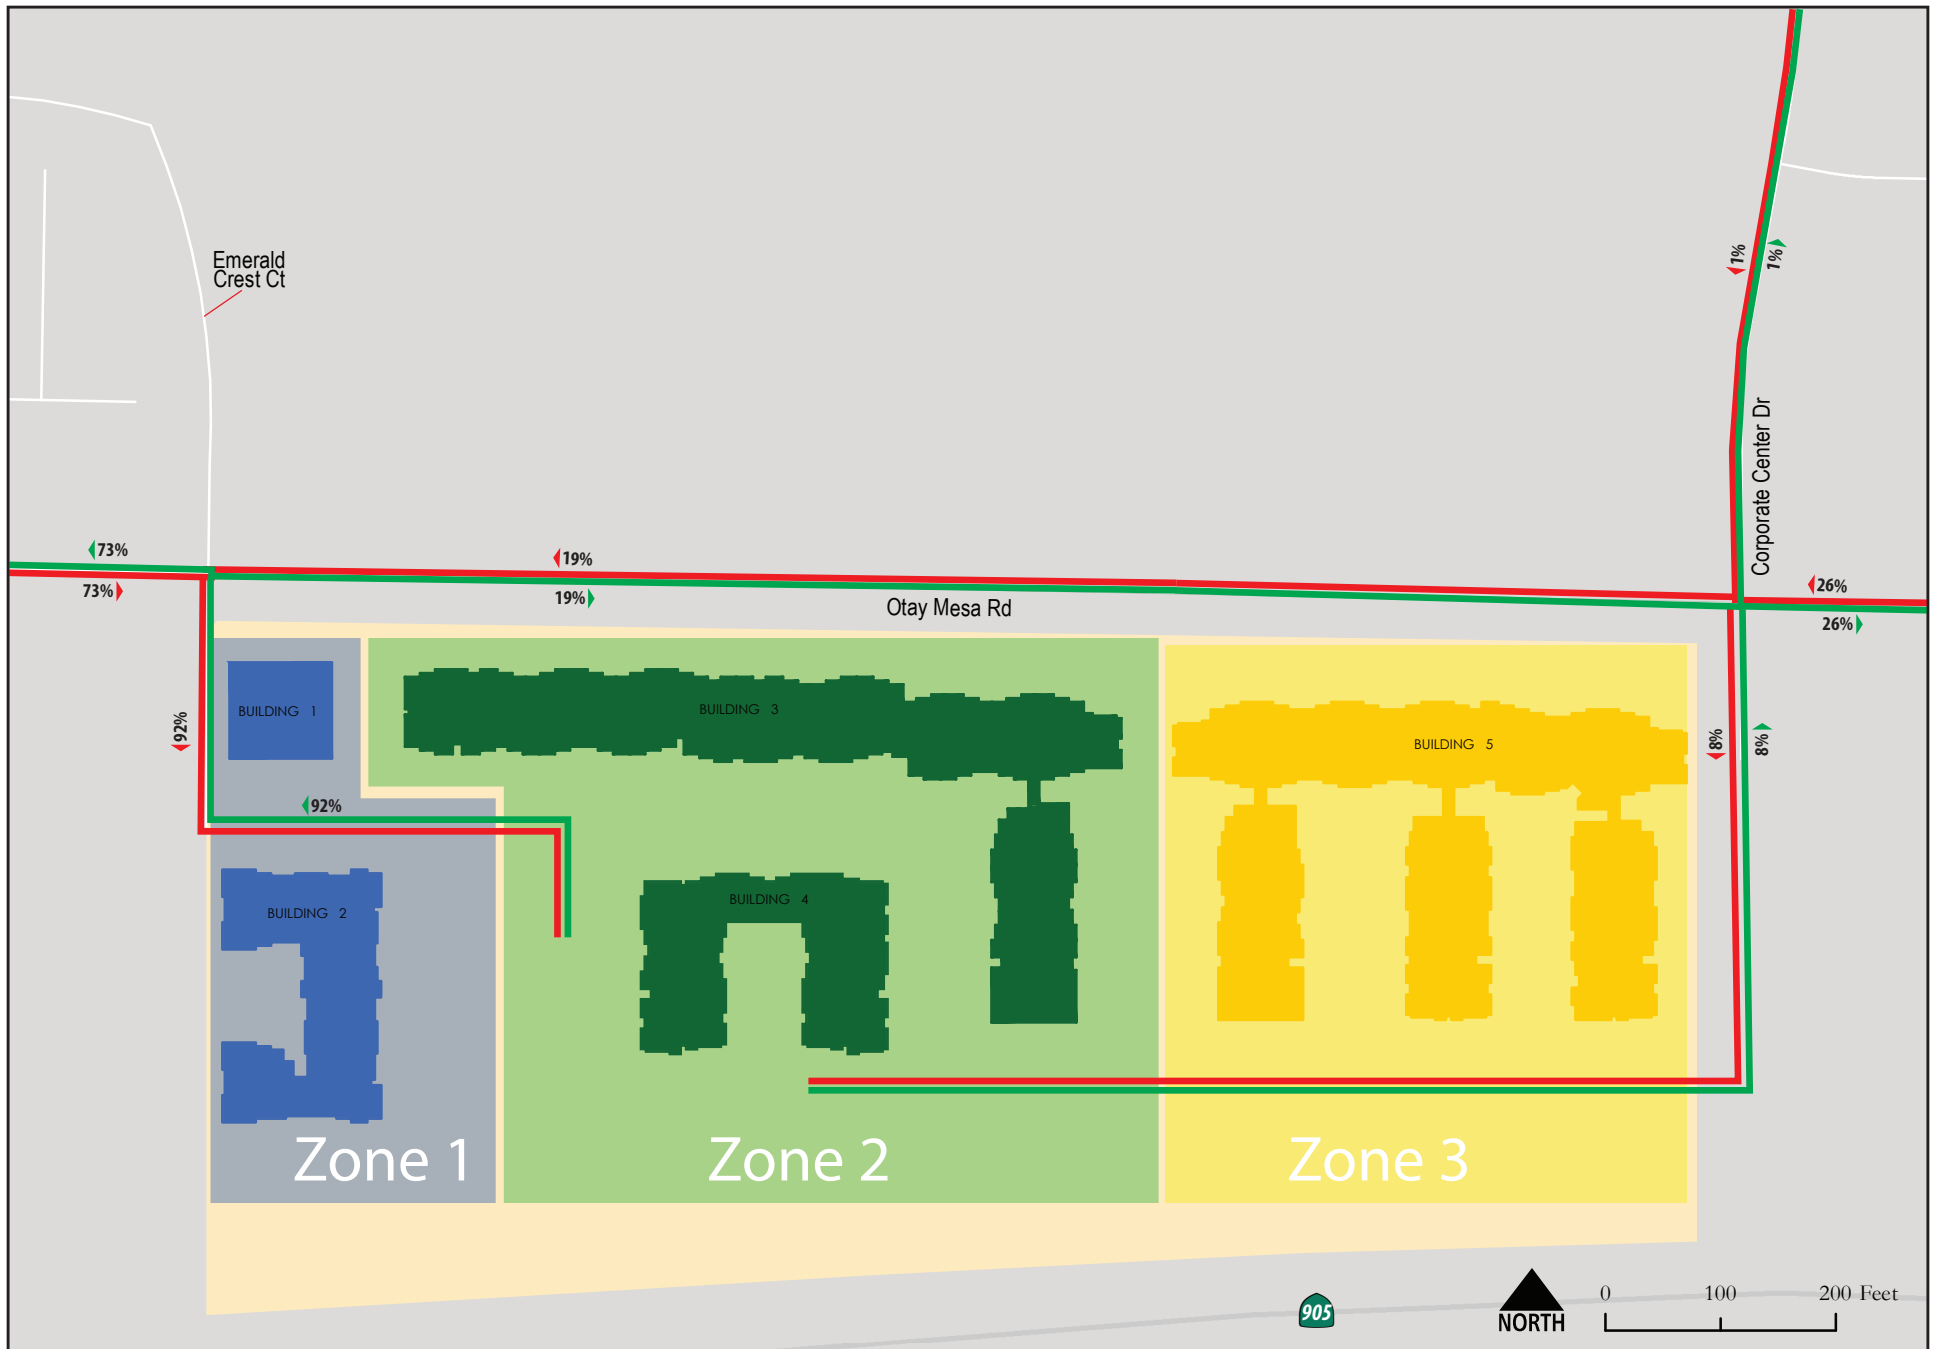 1%
1%
Emerald
Crest Ct
Corporate Center Dr
73%
19%
73%
19%
Otay Mesa Rd
26%
26%
BUILDING 1
BUILDING 3
BUILDING 5
92%
8%
8%
92%
BUILDING 4
BUILDING 2
Zone 1
Zone 2
Zone 3
905
NORTH
0 100 200 Feet